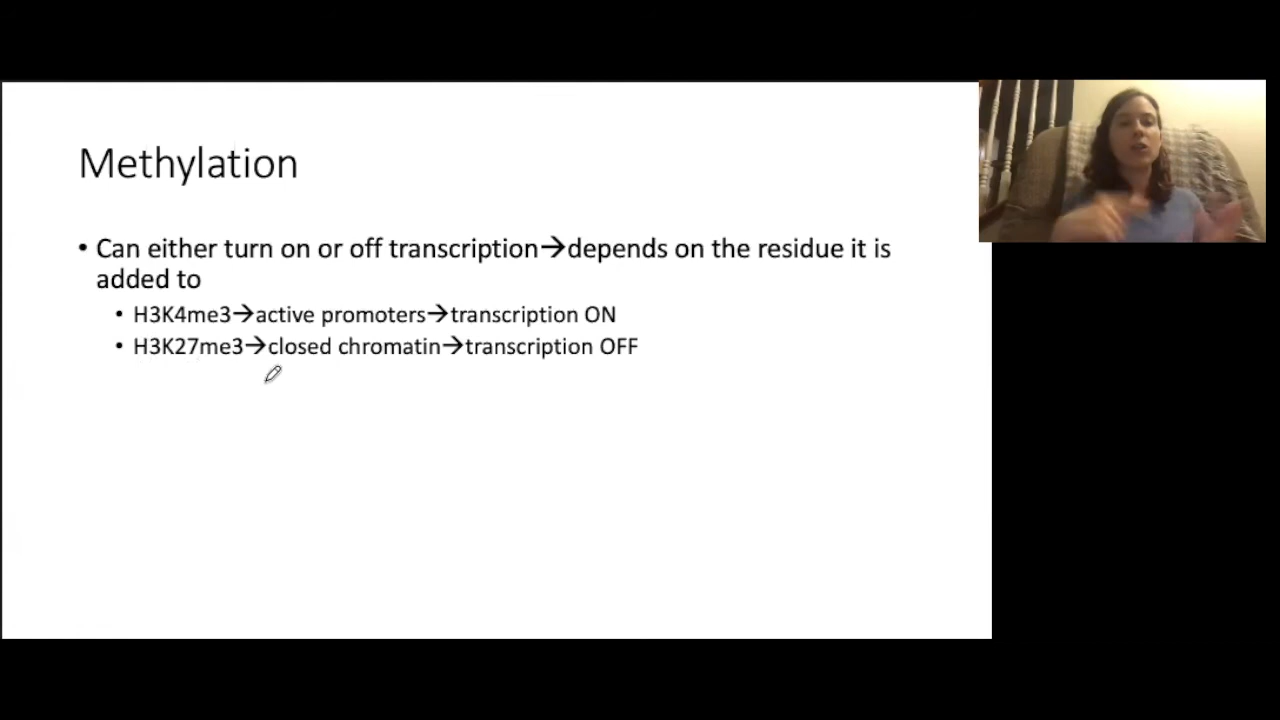 Methylation
• Can either turn on or off transcription→depends on the residue it is
added to
• H3K4me3→active promoters→transcription ON
• H3K27me3→closed chromatin→transcription OFF